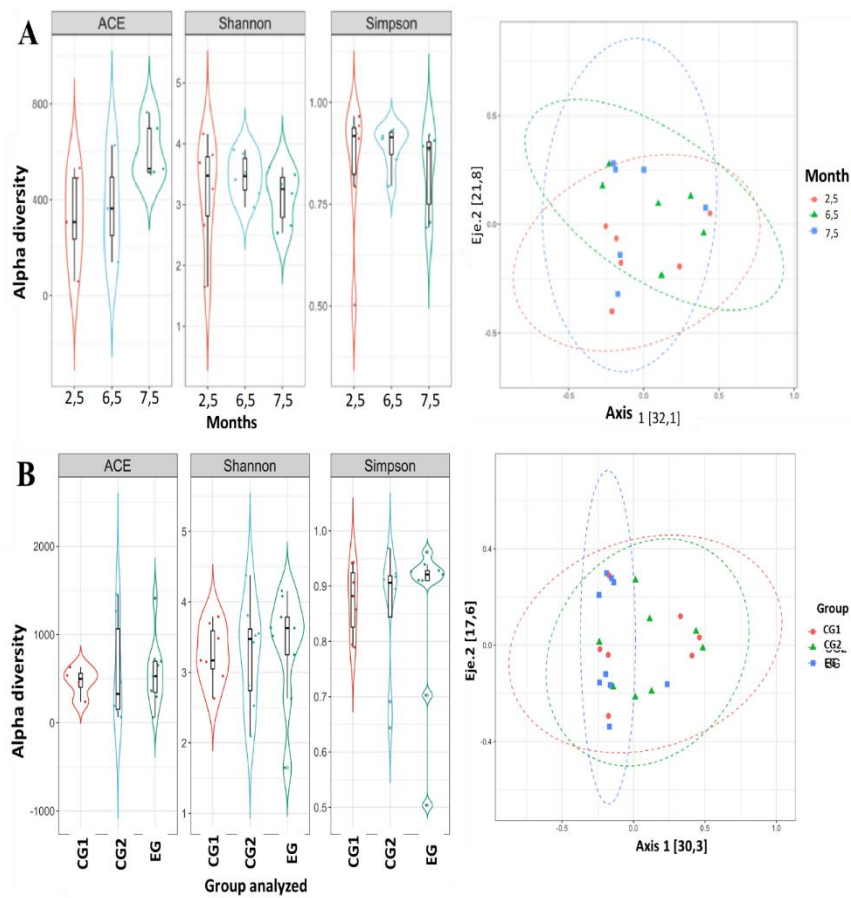 A
ACE
Shannon
Simpson
Alpha diversity
800
400
0
5
4
3
2
1
1.00
0.75
0.50
2,5
6,5
7,5
2,5
6,5
7,5
2,5
6,5
7,5
Months
Eje.2 [21,8]
0.5
0.0
-0.5
-0.5
0.0
0.5
1.0
Axis 1 [32,1]
Month
2,5
6,5
7,5
B
ACE
Shannon
Simpson
Alpha diversity
2000
1000
0
-1000
5
4
3
2
1
1.0
0.9
0.8
0.7
0.6
0.5
CG1
CG2
EG
CG1
CG2
EG
CG1
CG2
EG
Group analyzed
Eje.2 [17,6]
0.4
0.0
-0.4
-0.5
0.0
0.5
1.0
Axis 1 [30,3]
Group
CG1
CG2
EG